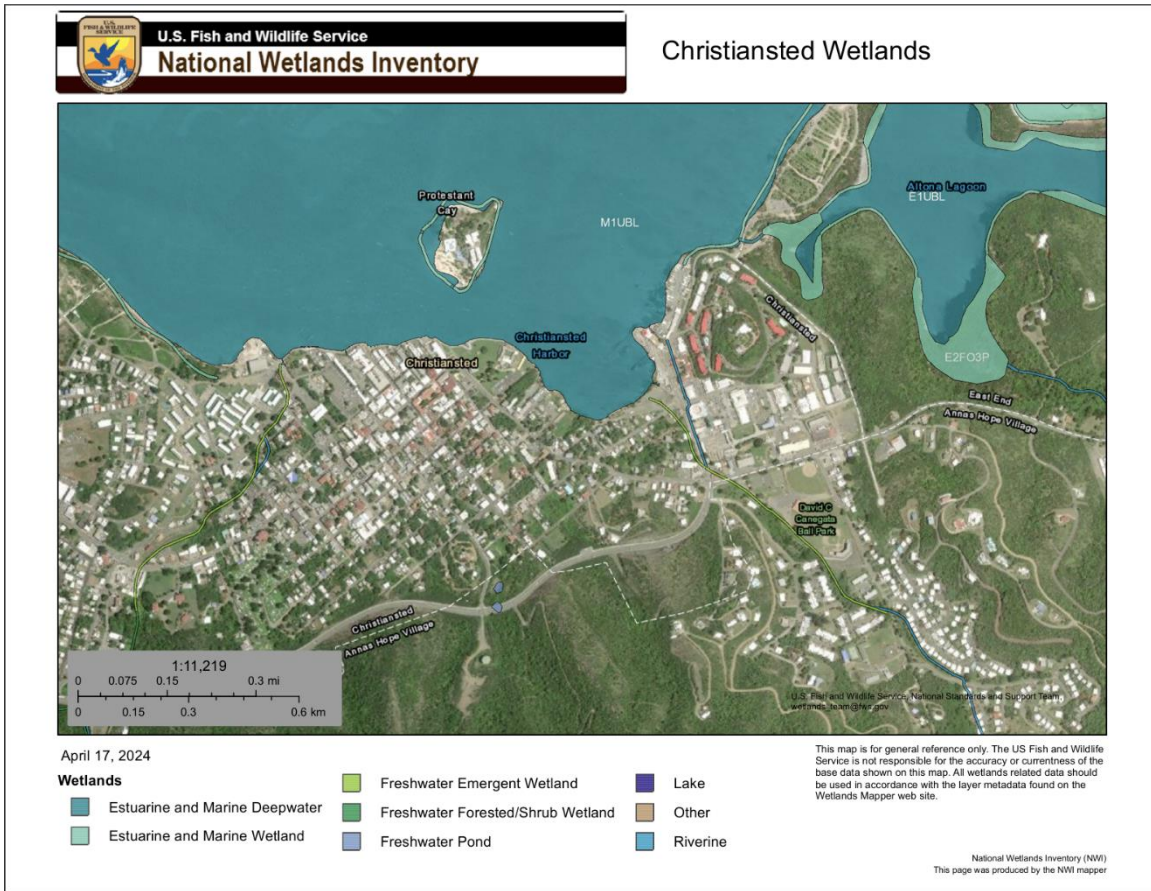 U.S.
FISH & WILDLIFE
SERVICE
U.S. Fish and Wildlife Service
National Wetlands Inventory
Christiansted Wetlands
Protestant
Cay
M1UBL
Altona Lagoon
E1UBL
Christiansted
Christiansted
Harbor
Christiansted
E2FO3P
East End
Annas Hope Village
David C
Canegata
Ball Park
Christiansted
Annas Hope Village
1:11,219
0 0.075 0.15 0.3 mi
0 0.15 0.3 0.6 km
U.S. Fish and Wildlife Service, National Standards and Support Team,
wetlands_team@fws.gov
April 17, 2024
Wetlands
Estuarine and Marine Deepwater
Estuarine and Marine Wetland
Freshwater Emergent Wetland
Freshwater Forested/Shrub Wetland
Freshwater Pond
Lake
Other
Riverine
This map is for general reference only. The US Fish and Wildlife
Service is not responsible for the accuracy or currentness of the
base data shown on this map. All wetlands related data should
be used in accordance with the layer metadata found on the
Wetlands Mapper web site.
National Wetlands Inventory (NWI)
This page was produced by the NWI mapper